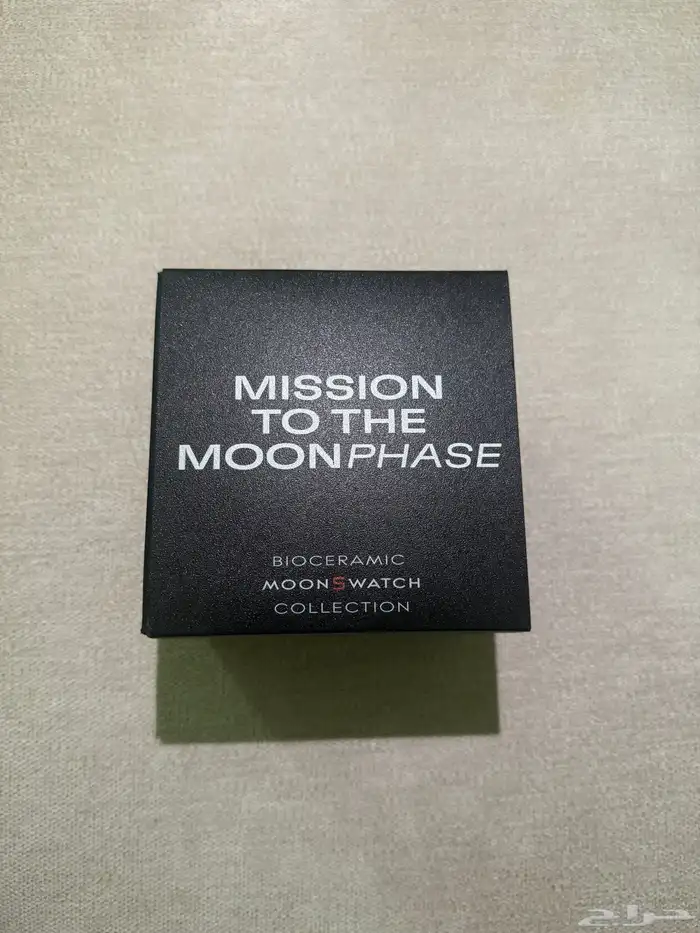 MISSION
TO THE
MOONPHASE
BIOCERAMIC
MOONSWATCH
COLLECTION
حراج